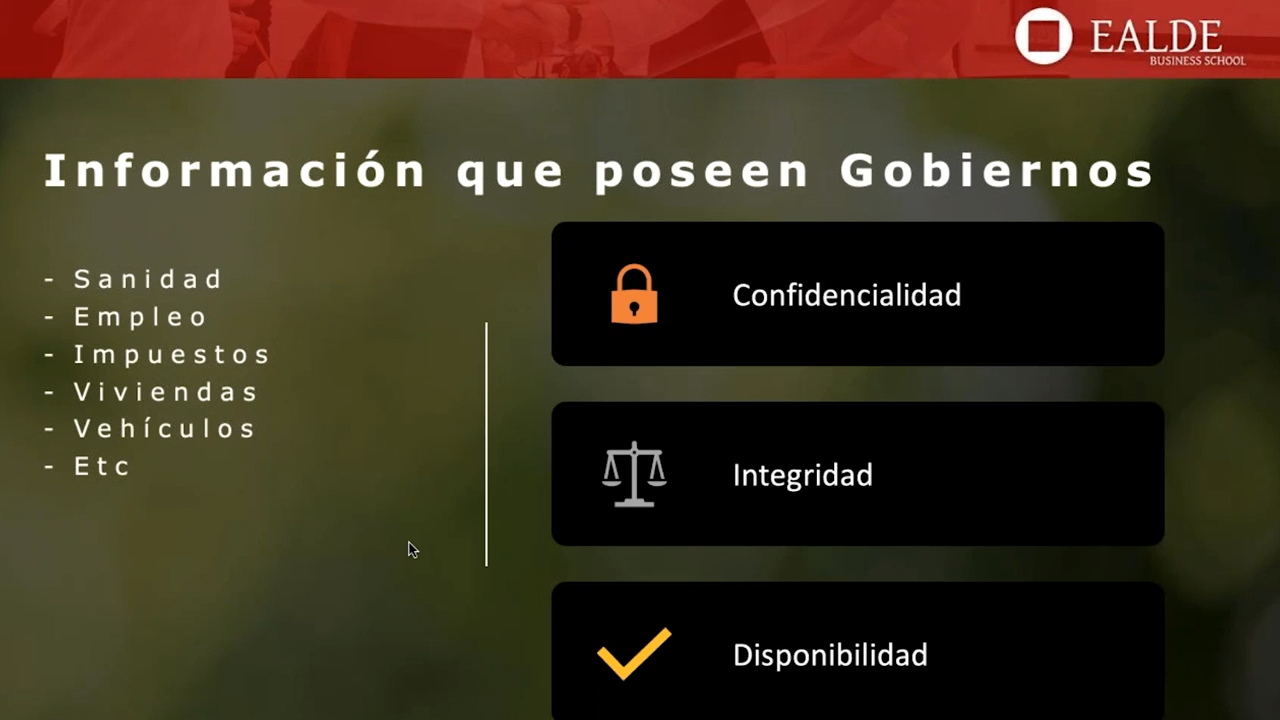 EALDE
BUSINESS SCHOOL
Información que poseen Gobiernos
- Sanidad
- Empleo
- Impuestos
- Viviendas
- Vehículos
- Etc
Confidencialidad
Integridad
Disponibilidad